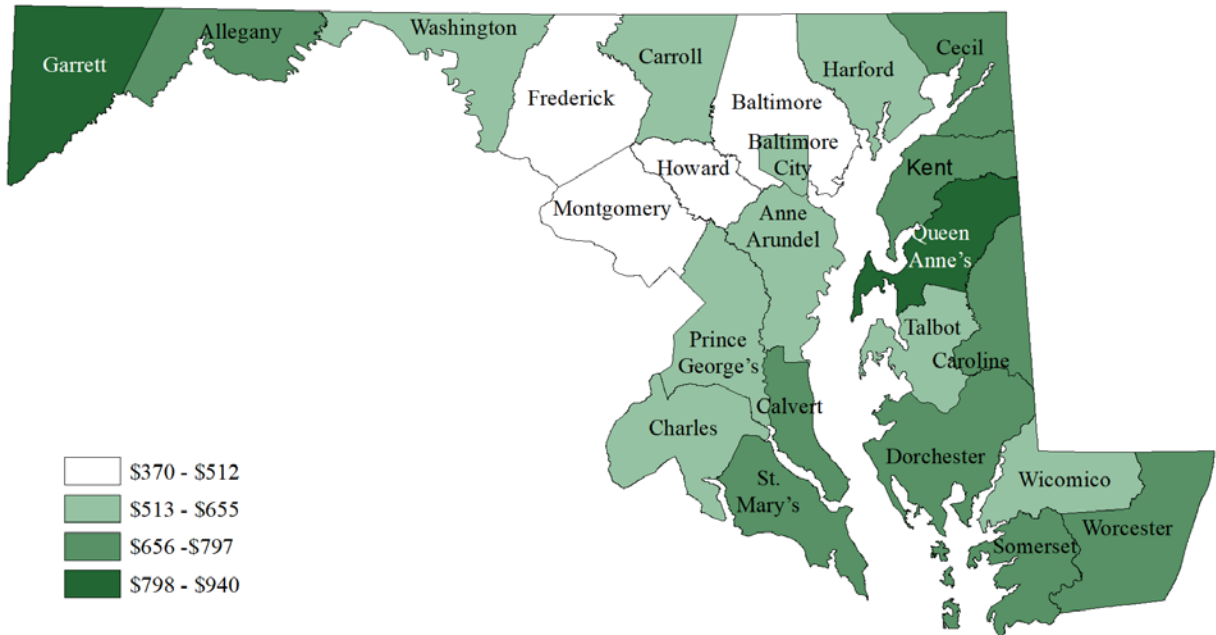 Garrett
Allegany
Washington
Frederick
Carroll
Baltimore
Harford
Cecil
Baltimore
City
Howard
Montgomery
Kent
Anne
Arundel
Queen
Anne's
Talbot
Caroline
Prince
George's
Calvert
Charles
St.
Mary's
Dorchester
Wicomico
Worcester
Somerset
$370 - $512
$513 - $655
$656 -$797
$798 - $940